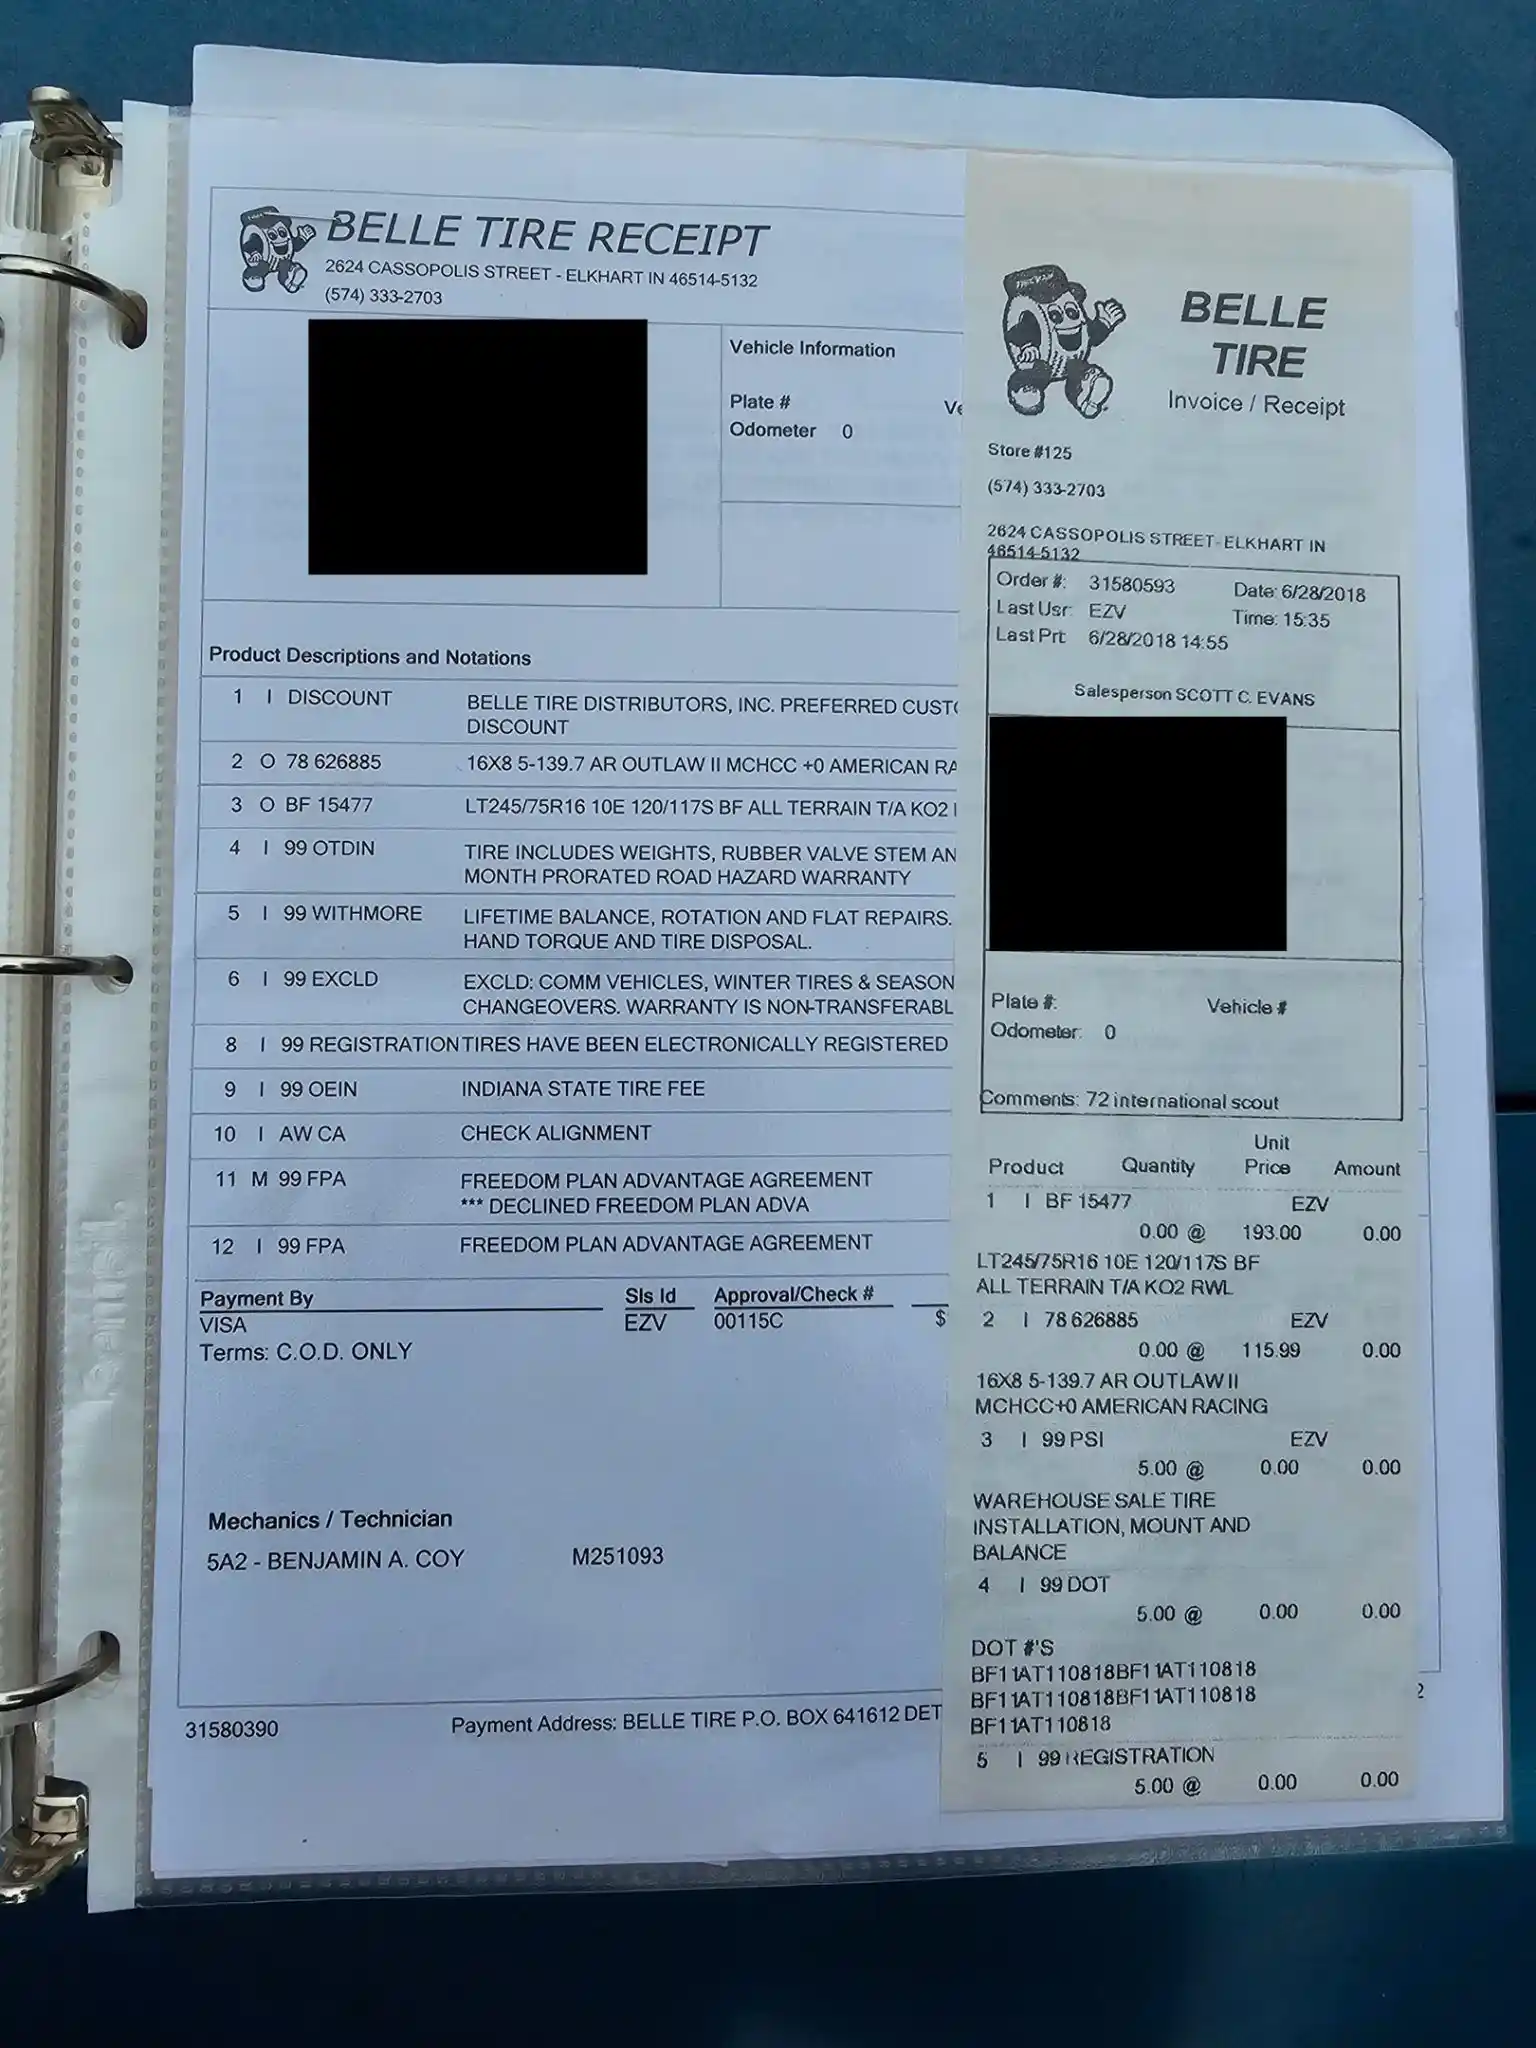 BELLE TIRE RECEIPT
2624 CASSOPOLIS STREET - ELKHART IN 46514-5132
(574) 333-2703
Vehicle Information
Plate #
Odometer 0
Product Descriptions and Notations
1 I DISCOUNT BELLE TIRE DISTRIBUTORS, INC. PREFERRED CUSTO
DISCOUNT
2 O 78 626885 16X8 5-139.7 AR OUTLAW II MCHCC +0 AMERICAN RA
3 O BF 15477 LT245/75R16 10E 120/117S BF ALL TERRAIN T/A KO2
4 I 99 OTDIN TIRE INCLUDES WEIGHTS, RUBBER VALVE STEM AN
MONTH PRORATED ROAD HAZARD WARRANTY
5 I 99 WITHMORE LIFETIME BALANCE, ROTATION AND FLAT REPAIRS.
HAND TORQUE AND TIRE DISPOSAL.
6 I 99 EXCLD EXCLD: COMM VEHICLES, WINTER TIRES & SEASON
CHANGEOVERS. WARRANTY IS NON-TRANSFERABL
8 I 99 REGISTRATION TIRES HAVE BEEN ELECTRONICALLY REGISTERED
9 I 99 OEIN INDIANA STATE TIRE FEE
10 I AW CA CHECK ALIGNMENT
11 M 99 FPA FREEDOM PLAN ADVANTAGE AGREEMENT
*** DECLINED FREEDOM PLAN ADVA
12 I 99 FPA FREEDOM PLAN ADVANTAGE AGREEMENT
Payment By Sls Id Approval/Check #
VISA EZV 00115C $
Terms: C.O.D. ONLY
Mechanics / Technician
5A2 - BENJAMIN A. COY M251093
31580390 Payment Address: BELLE TIRE P.O. BOX 641612 DET
2
BELLE
TIRE
Invoice / Receipt
Store #125
(574) 333-2703
2624 CASSOPOLIS STREET- ELKHART IN
46514-5132
Order #: 31580593 Date: 6/28/2018
Last Usr: EZV Time: 15:35
Last Prt: 6/28/2018 14:55
Salesperson SCOTT C. EVANS
Plate #: Vehicle #
Odometer: 0
Comments: 72 international scout
Unit
Product Quantity Price Amount
1 I BF 15477 EZV
0.00 @ 193.00 0.00
LT245/75R16 10E 120/117S BF
ALL TERRAIN T/A KO2 RWL
2 I 78 626885 EZV
0.00 @ 115.99 0.00
16X8 5-139.7 AR OUTLAW II
MCHCC+0 AMERICAN RACING
3 I 99 PSI EZV
5.00 @ 0.00 0.00
WAREHOUSE SALE TIRE
INSTALLATION, MOUNT AND
BALANCE
4 I 99 DOT
5.00 @ 0.00 0.00
DOT #'S
BF11AT110818BF11AT110818
BF11AT110818BF11AT110818
BF11AT110818
5 I 99 REGISTRATION
5.00 @ 0.00 0.00